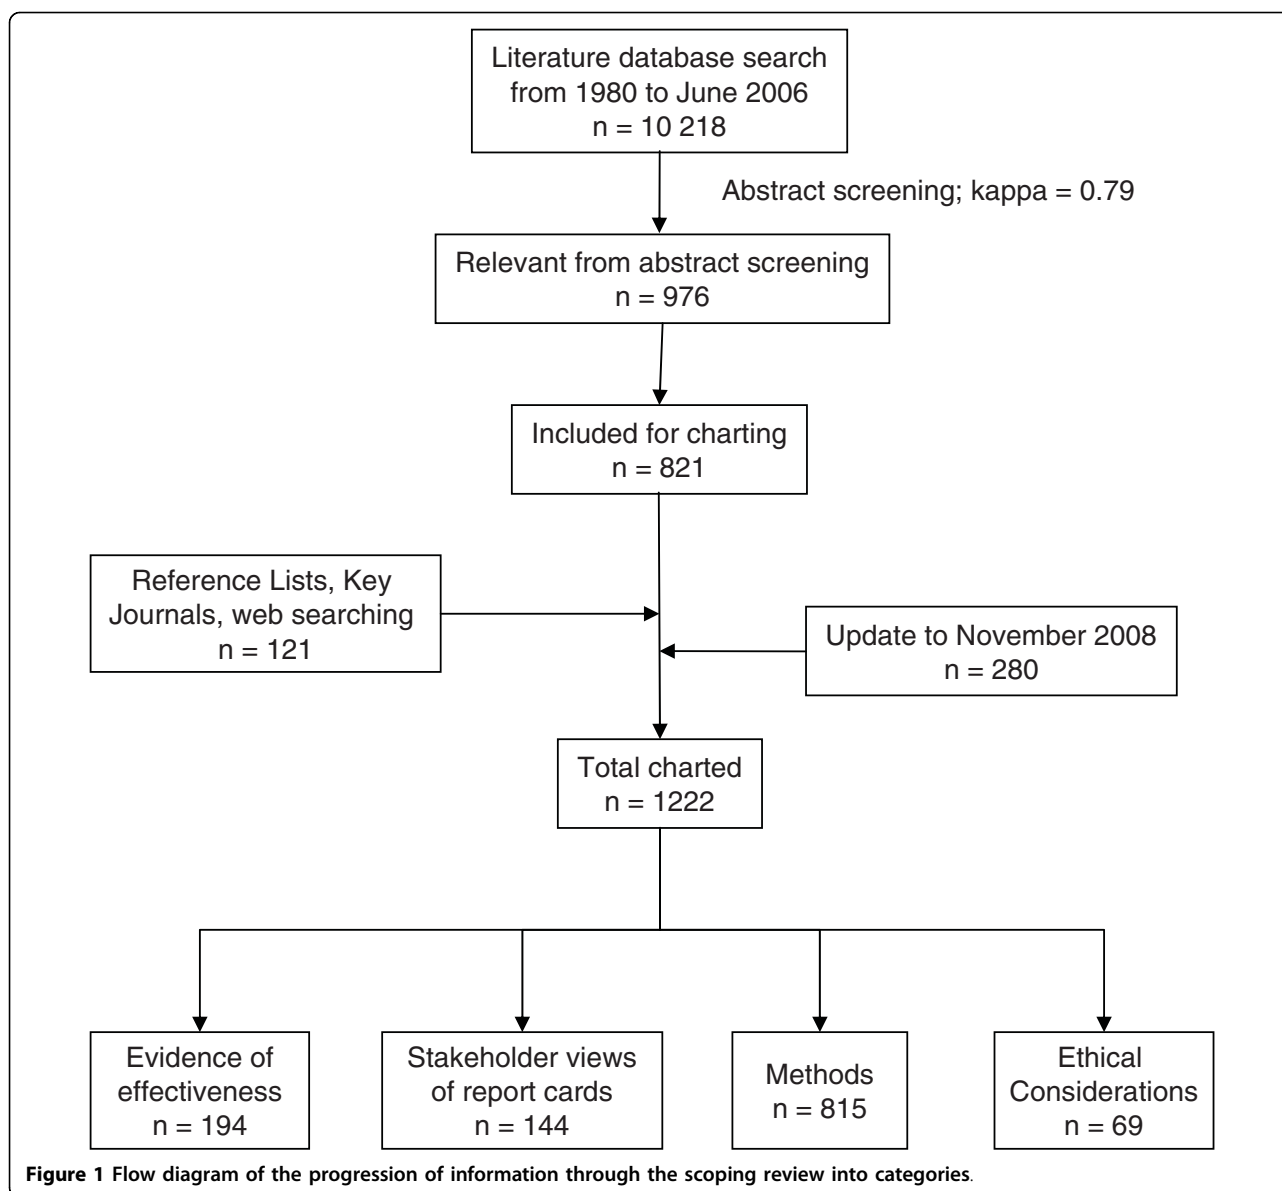 Literature database search
from 1980 to June 2006
n = 10 218
Abstract screening; kappa = 0.79
Relevant from abstract screening
n = 976
Included for charting
n = 821
Reference Lists, Key
Journals, web searching
n = 121
Update to November 2008
n = 280
Total charted
n = 1222
Evidence of
effectiveness
n = 194
Stakeholder views
of report cards
n = 144
Methods
n = 815
Ethical
Considerations
n = 69
Figure 1 Flow diagram of the progression of information through the scoping review into categories.